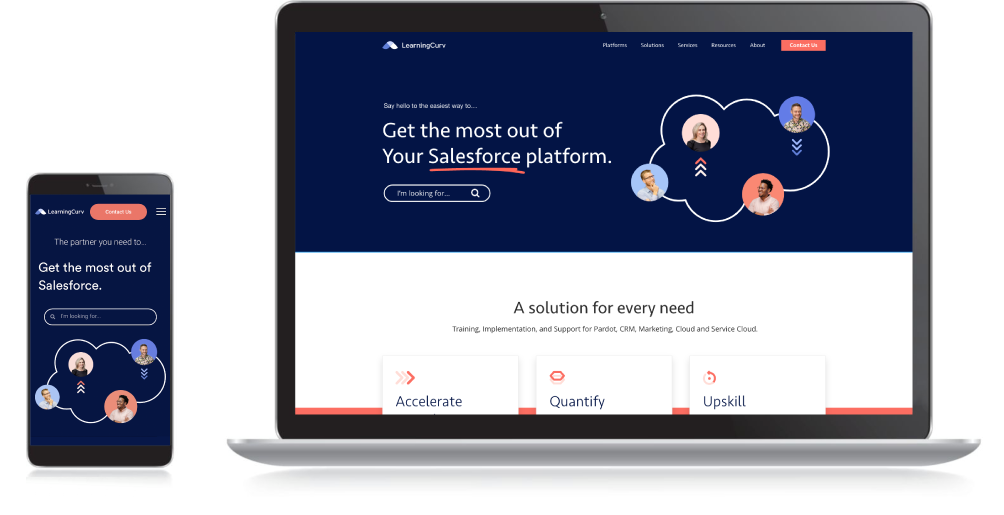 LearningCurv
Contact Us
The partner you need to...
Get the most out of
Salesforce.
I'm looking for...
LearningCurv
Platforms Solutions Services Resources About Contact Us
Say hello to the easiest way to....
Get the most out of
Your Salesforce platform.
I'm looking for...
A solution for every need
Training, Implementation, and Support for Pardot, CRM, Marketing, Cloud and Service Cloud.
Accelerate Quantify Upskill